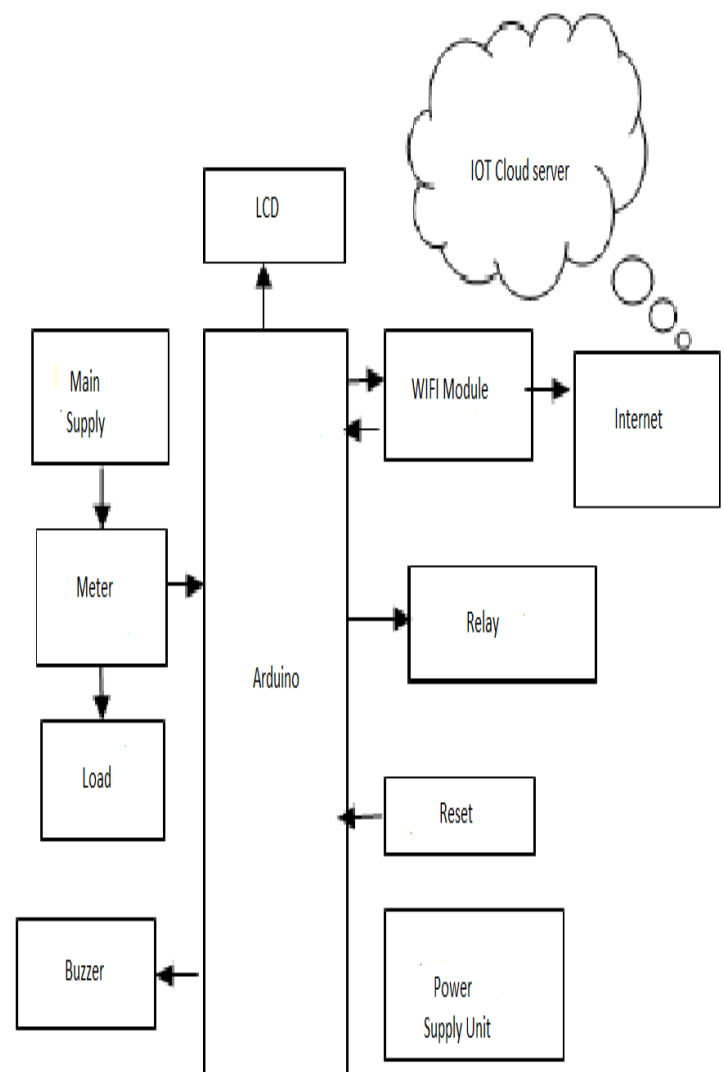 IOT Cloud server
LCD
Main
Supply
WIFI Module
Internet
Meter
Relay
Arduino
Load
Reset
Buzzer
Power
Supply Unit